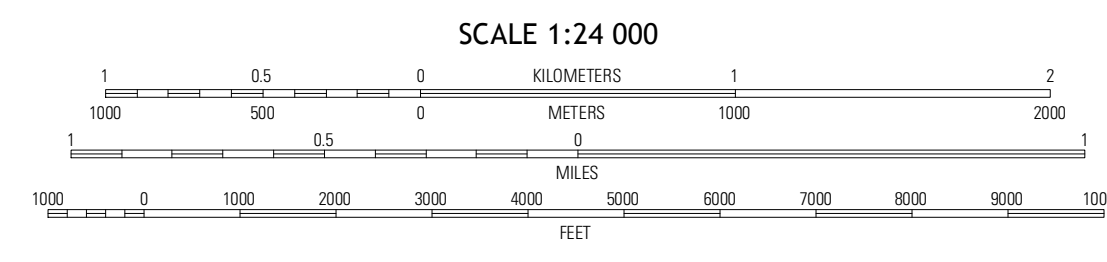 SCALE 1:24 000
1 0.5 0 KILOMETERS 1 2
1000 500 0 METERS 1000 2000
1 0.5 0 1
MILES
1000 0 1000 2000 3000 4000 5000 6000 7000 8000 9000 100
FEET